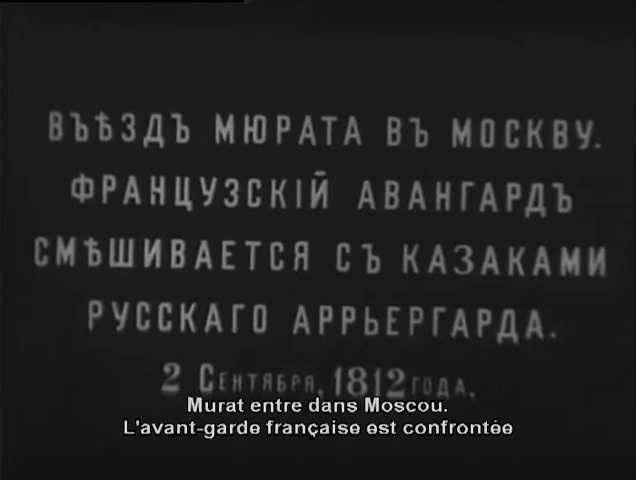 ВЪѢЗДЪ МЮРАТА ВЪ МОСКВУ.
ФРАНЦУЗСКІЙ АВАНГАРДЪ
СМѢШИВАЕТСЯ СЪ КАЗАКАМИ
РУССКАГО АРРЬЕРГАРДА.
2 СЕНТЯБРЯ, 1812 ГОДА.
Murat entre dans Moscou.
L'avant-garde française est confrontée